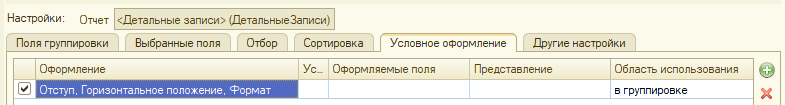 Настройки: Отчет <Детальные записи> (ДетальныеЗаписи)
Поля группировки Выбранные поля Отбор Сортировка Условное оформление Другие настройки
Оформление Ус... Оформляемые поля Представление Область использования
Отступ, Горизонтальное положение, Формат в группировке